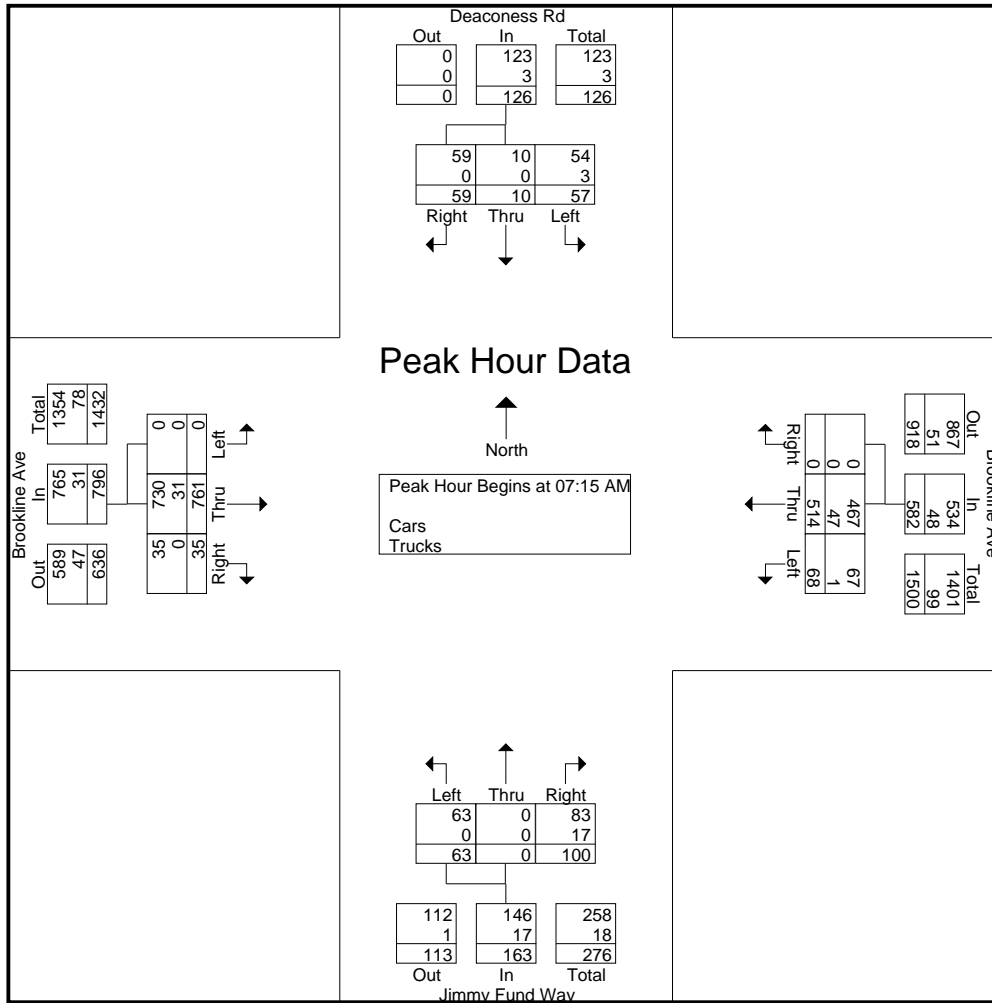 Deaconess Rd
Out In Total
0 123 123
0 3 3
0 126 126
59 10 54
0 0 3
59 10 57
Right Thru Left
Peak Hour Data
North
Peak Hour Begins at 07:15 AM
Cars
Trucks
Brookline Ave
Total
1354
78
1432
In
765
31
796
Out
589
47
636
Left
0
0
0
Thru
730
31
761
Right
35
0
35
Brookline Ave
Out
867
51
918
In
534
48
582
Total
1401
99
1500
Right
0
0
0
Thru
467
47
514
Left
67
1
68
Left Thru Right
63 0 83
0 0 17
63 0 100
112 146 258
1 17 18
113 163 276
Out In Total
Jimmy Fund Way